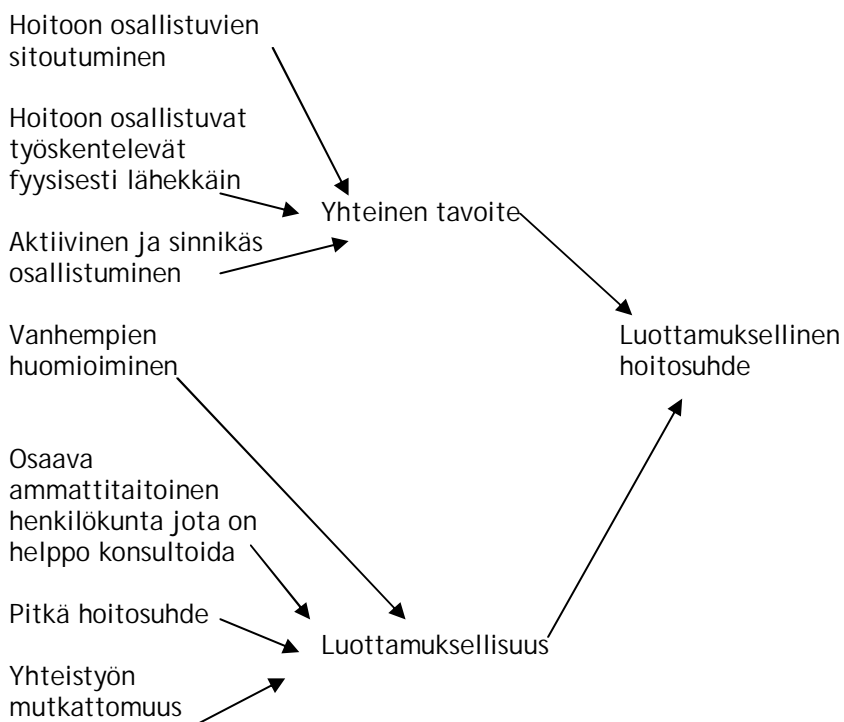 Hoitoon osallistuvien
sitoutuminen
Hoitoon osallistuvat
työskentelevät
fyysisesti lähekkäin
Yhteinen tavoite
Aktiivinen ja sinnikäs
osallistuminen
Vanhempien
huomioiminen
Luottamuksellinen
hoitosuhde
Osaava
ammattitaitoinen
henkilökunta jota on
helppo konsultoida
Pitkä hoitosuhde
Luottamuksellisuus
Yhteistyön
mutkattomuus